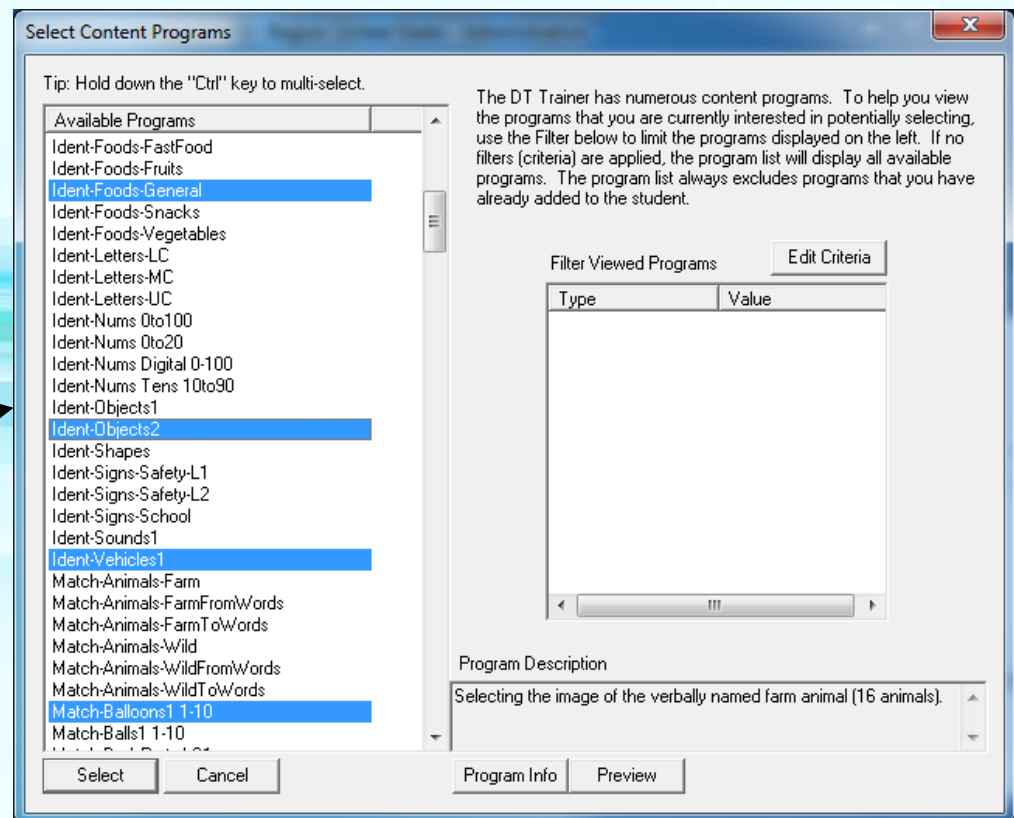 Select Content Programs
Tip: Hold down the "Ctrl" key to multi-select.
Available Programs
Ident-Foods-FastFood
Ident-Foods-Fruits
Ident-Foods-General
Ident-Foods-Snacks
Ident-Foods-Vegetables
Ident-Letters-LC
Ident-Letters-MC
Ident-Letters-UC
Ident-Nums 0to100
Ident-Nums 0to20
Ident-Nums Digital 0-100
Ident-Nums Tens 10to90
Ident-Objects1
Ident-Objects2
Ident-Shapes
Ident-Signs-Safety-L1
Ident-Signs-Safety-L2
Ident-Signs-School
Ident-Sounds1
Ident-Vehicles1
Match-Animals-Farm
Match-Animals-FarmFromWords
Match-Animals-FarmToWords
Match-Animals-Wild
Match-Animals-WildFromWords
Match-Animals-WildToWords
Match-Balloons1 1-10
Match-Balls1 1-10
Select Cancel
The DT Trainer has numerous content programs. To help you view
the programs that you are currently interested in potentially selecting,
use the Filter below to limit the programs displayed on the left. If no
filters (criteria) are applied, the program list will display all available
programs. The program list always excludes programs that you have
already added to the student.
Filter Viewed Programs Edit Criteria
Type Value
Program Description
Selecting the image of the verbally named farm animal (16 animals).
Program Info Preview